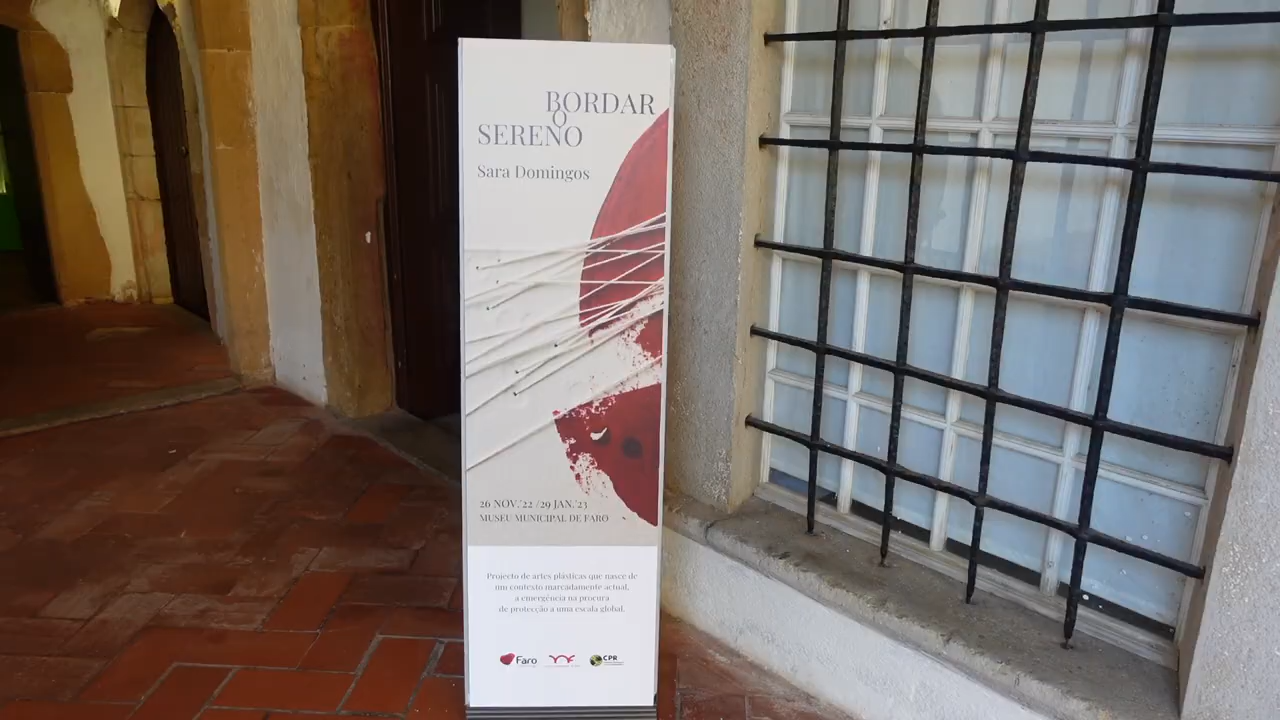 BORDAR
O
SERENO
Sara Domingos
26 NOV.'22 /29 JAN.'23
MUSEU MUNICIPAL DE FARO
Projecto de artes plásticas que nasce de
um contexto marcadamente actual,
a emergência na procura
de protecção a uma escala global.
Faro
CPR